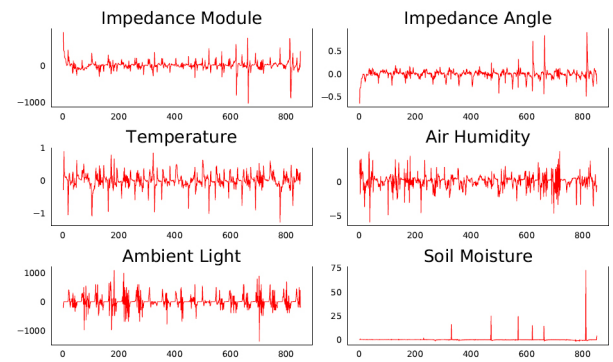 Impedance Module
Impedance Angle
0
−1000
0 200 400 600 800
0.5
0.0
−0.5
0 200 400 600 800
Temperature
Air Humidity
1
0
−1
0 200 400 600 800
0
−5
0 200 400 600 800
Ambient Light
Soil Moisture
1000
0
−1000
0 200 400 600 800
75
50
25
0
0 200 400 600 800